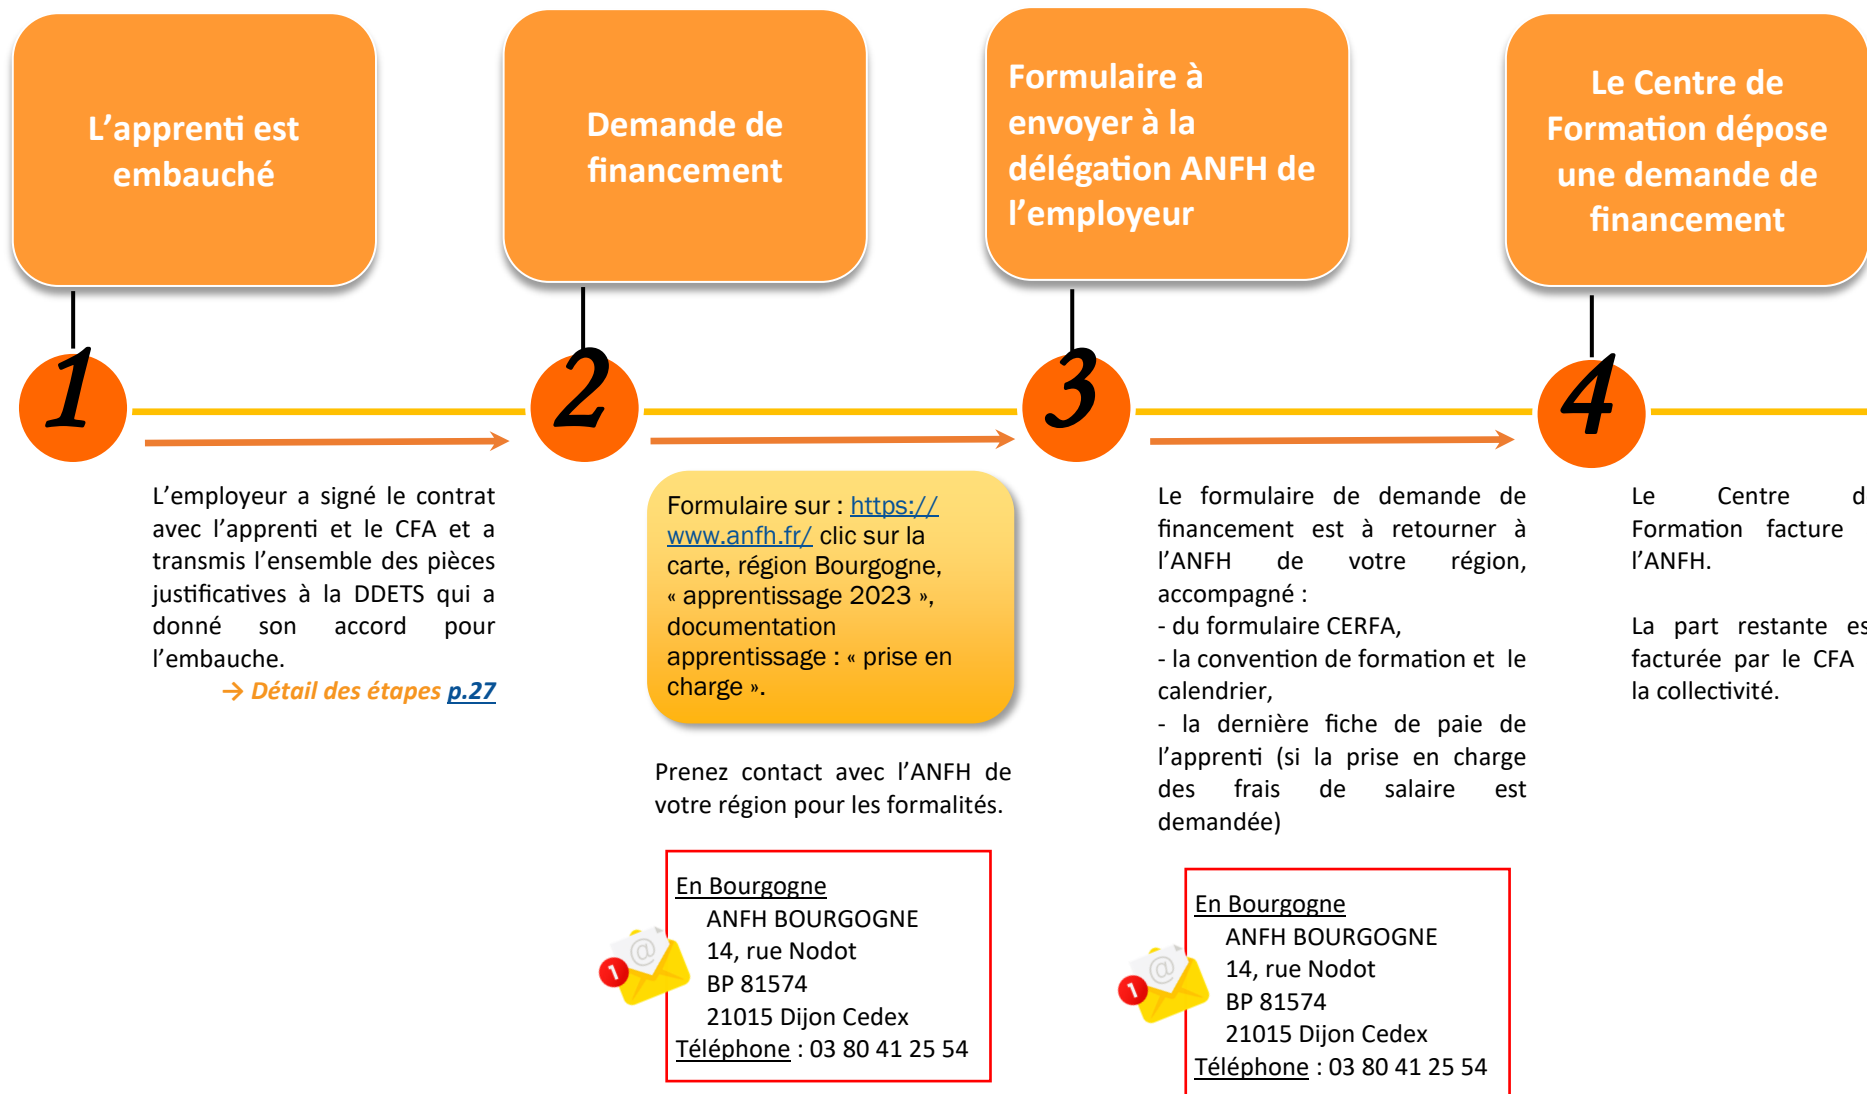 L’apprenti est
embauché
Demande de
financement
Formulaire à
envoyer à la
délégation ANFH de
l’employeur
Le Centre de
Formation dépose
une demande de
financement
1
2
3
4
L’employeur a signé le contrat
avec l’apprenti et le CFA et a
transmis l’ensemble des pièces
justificatives à la DDETS qui a
donné son accord pour
l’embauche.
→ Détail des étapes p.27
Formulaire sur : https://
www.anfh.fr/ clic sur la
carte, région Bourgogne,
« apprentissage 2023 »,
documentation
apprentissage : « prise en
charge ».
Prenez contact avec l’ANFH de
votre région pour les formalités.
En Bourgogne
ANFH BOURGOGNE
14, rue Nodot
BP 81574
21015 Dijon Cedex
Téléphone : 03 80 41 25 54
Le formulaire de demande de
financement est à retourner à
l’ANFH de votre région,
accompagné :
- du formulaire CERFA,
- la convention de formation et le
calendrier,
- la dernière fiche de paie de
l’apprenti (si la prise en charge
des frais de salaire est
demandée)
En Bourgogne
ANFH BOURGOGNE
14, rue Nodot
BP 81574
21015 Dijon Cedex
Téléphone : 03 80 41 25 54
Le Centre
Formation facture
l’ANFH.
La part restante
facturée par le CFA
la collectivité.
@
1
@
1